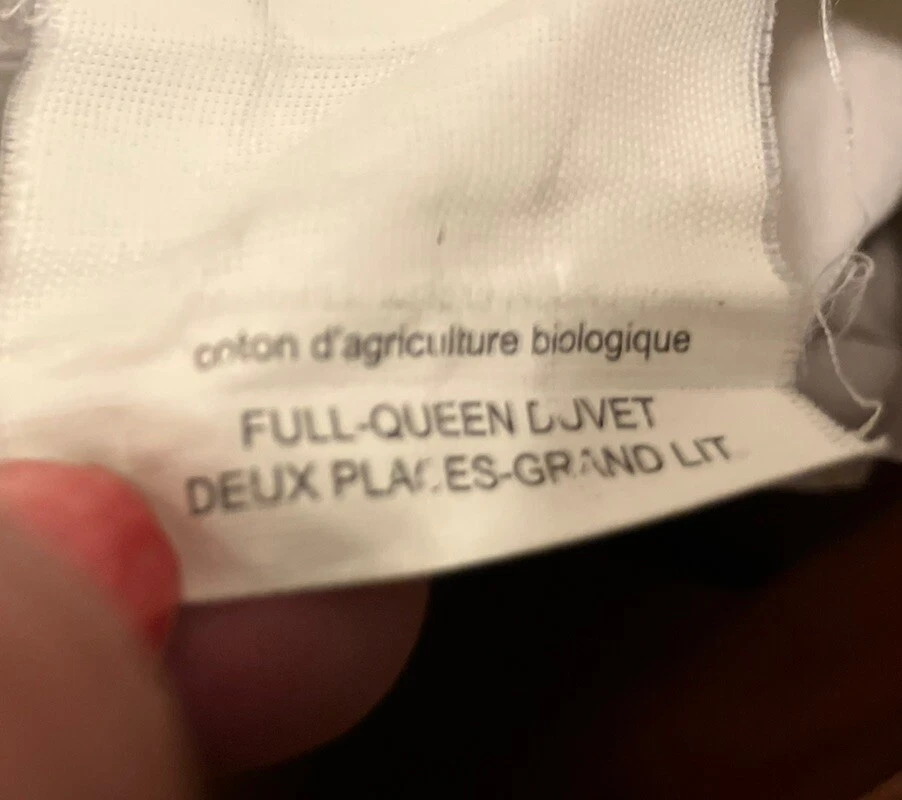 coton d'agriculture biologique
FULL-QUEEN DUVET
DEUX PLACES-GRAND LIT